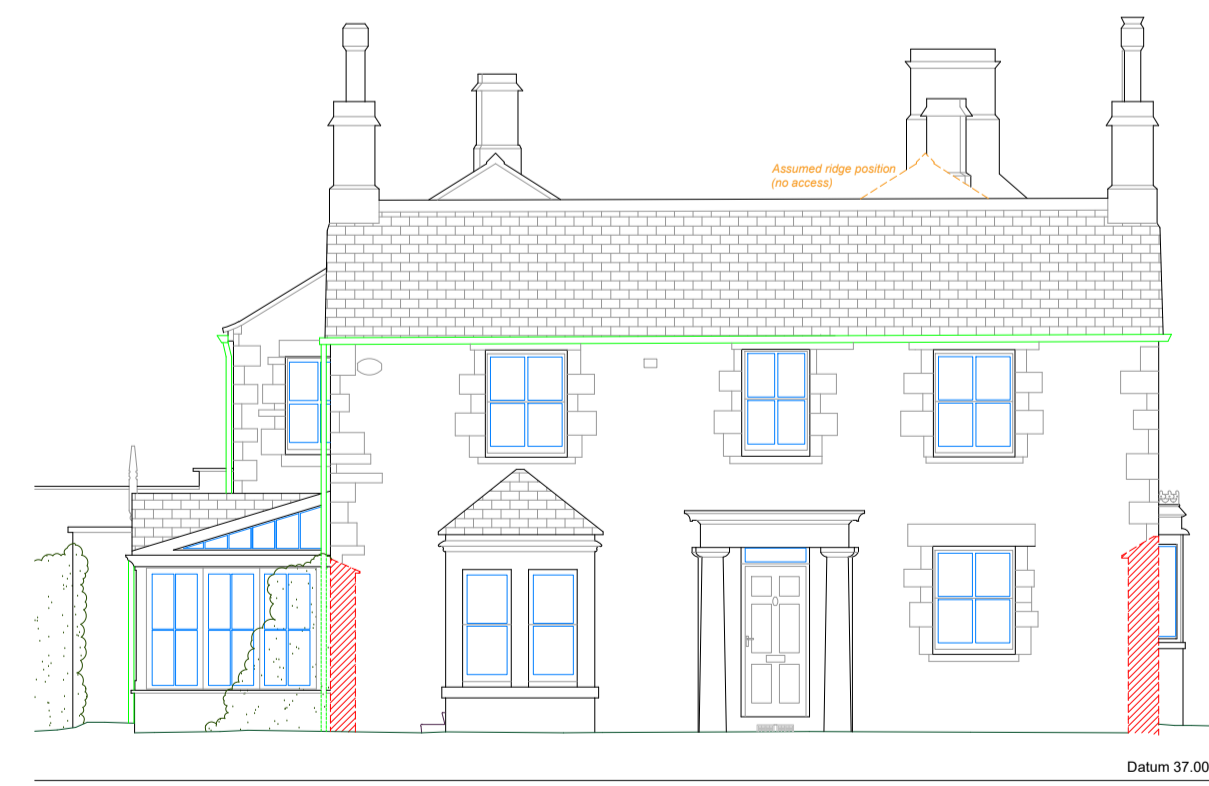 Assumed ridge position
(no access)
Datum 37.00